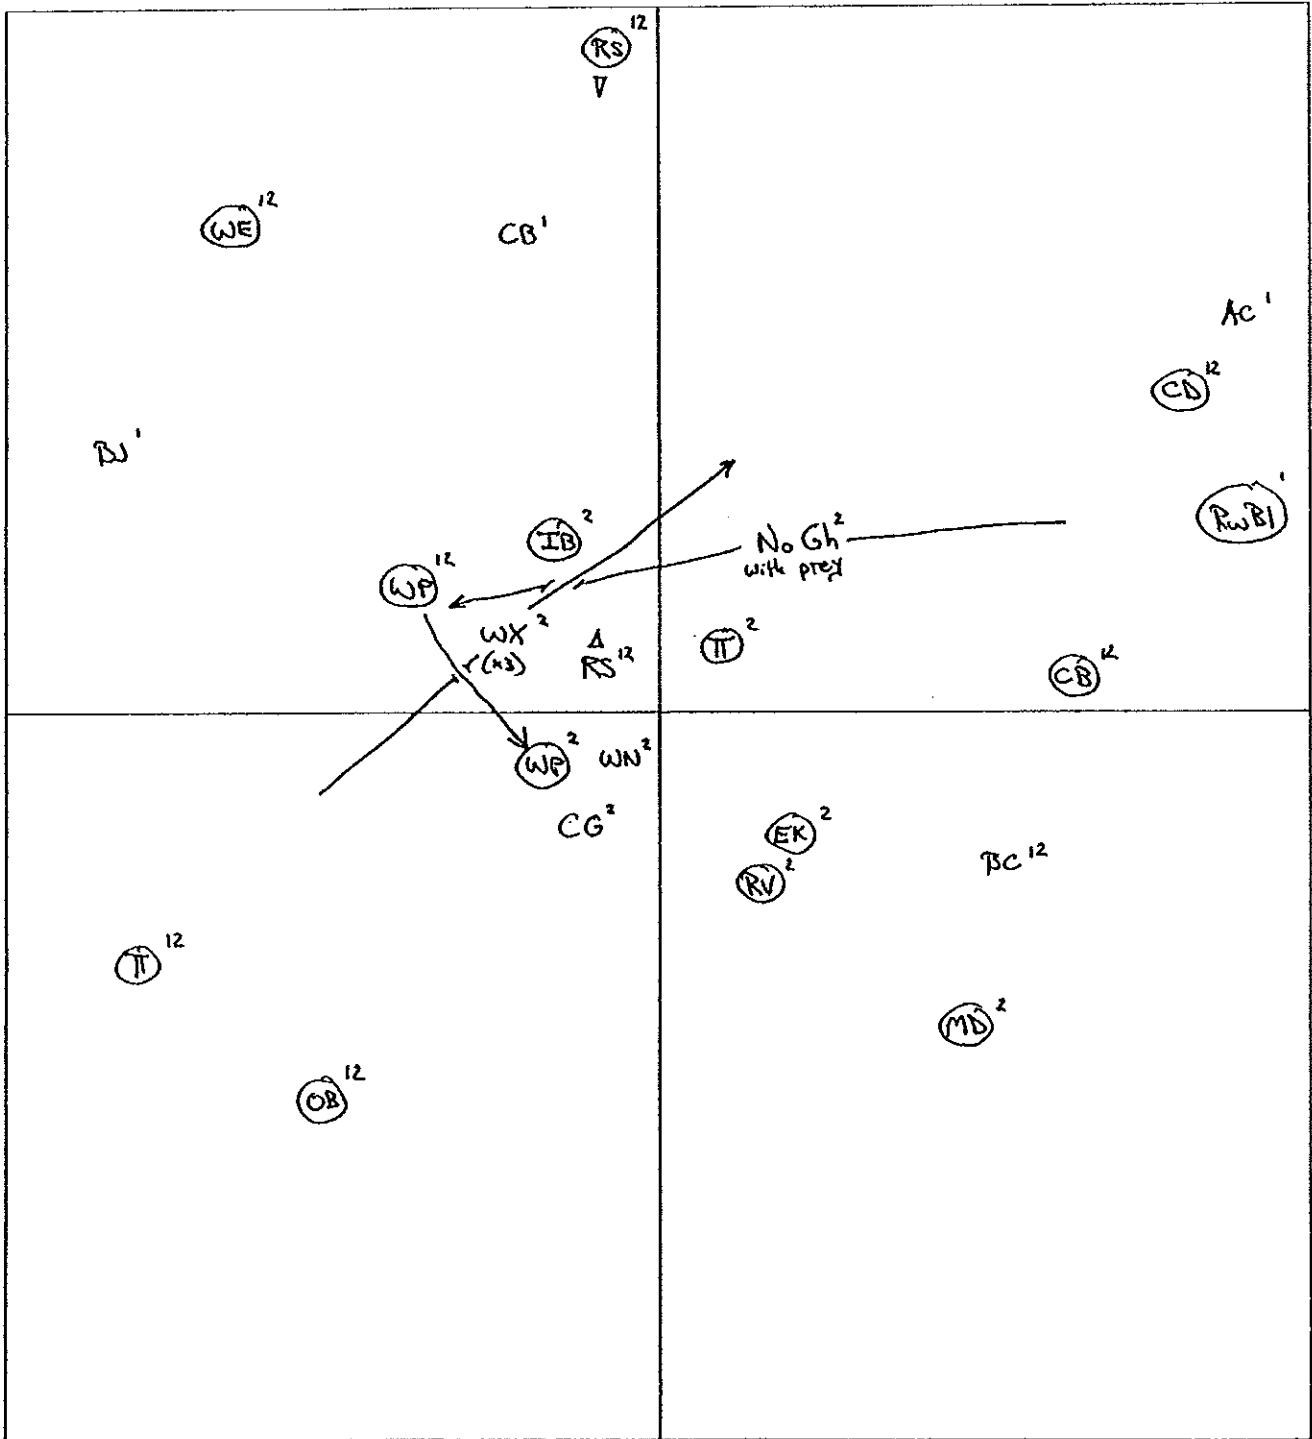 RS 12
WE 12
CB 1
AC 1
CD 12
BJ 1
RWBl 1
IB 2
No Gh 2
with prey
WP 12
WX 2
(x3)
RS 12
TT 2
CB 12
WP 2
WN 2
CG 2
EK 2
BC 12
RV 2
TT 12
MD 2
OB 12